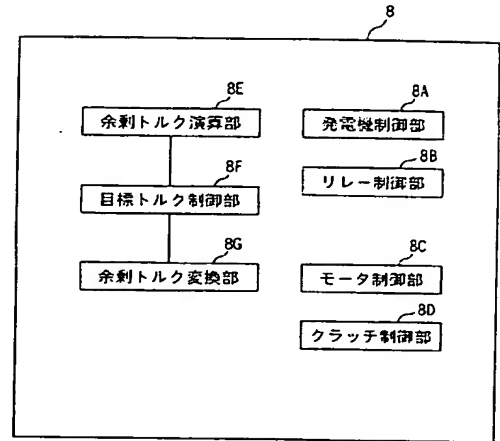 8
8E
余剰トルク演算部
8F
目標トルク制御部
8G
余剰トルク変換部
8A
発電機制御部
8B
リレー制御部
8C
モータ制御部
8D
クラッチ制御部